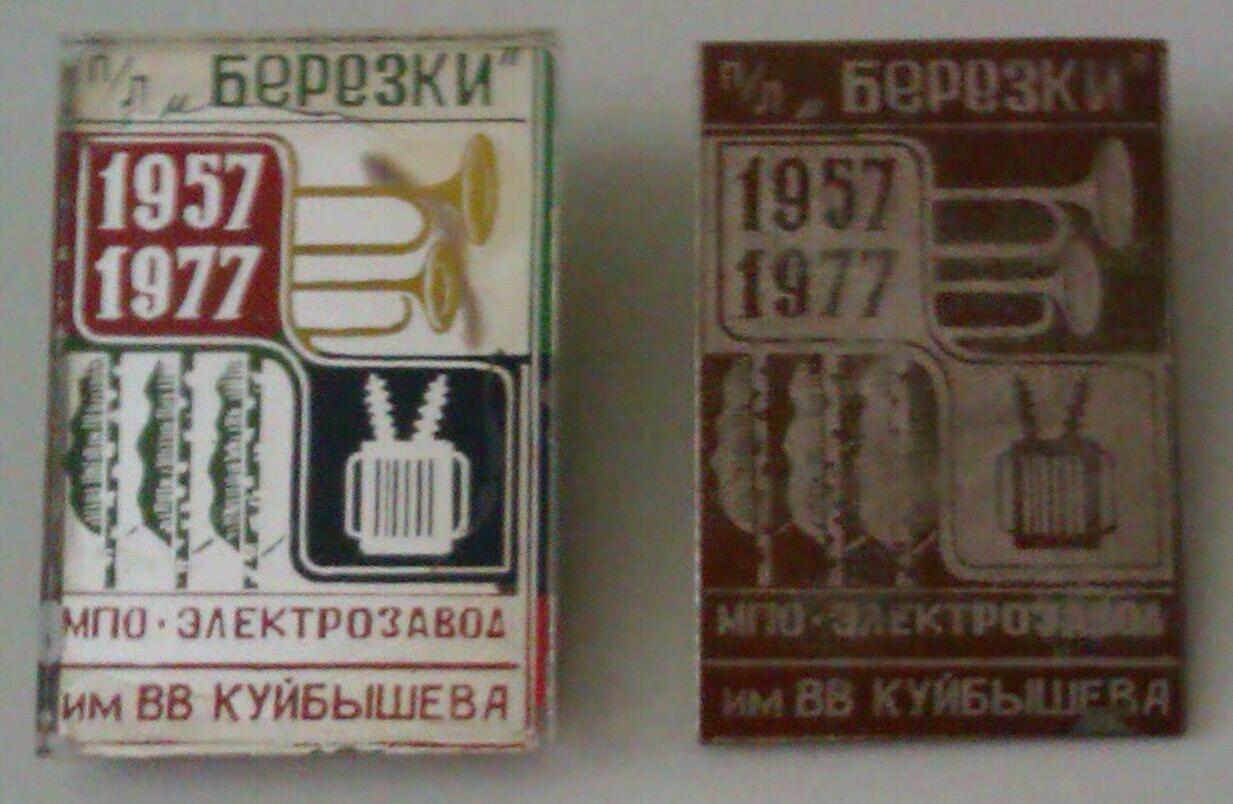 п/л „Березки"
1957
1977
МПО·ЭЛЕКТРОЗАВОД
им ВВ КУЙБЫШЕВА
п/л „Березки"
1957
1977
МПО·ЭЛЕКТРОЗАВОД
им ВВ КУЙБЫШЕВА